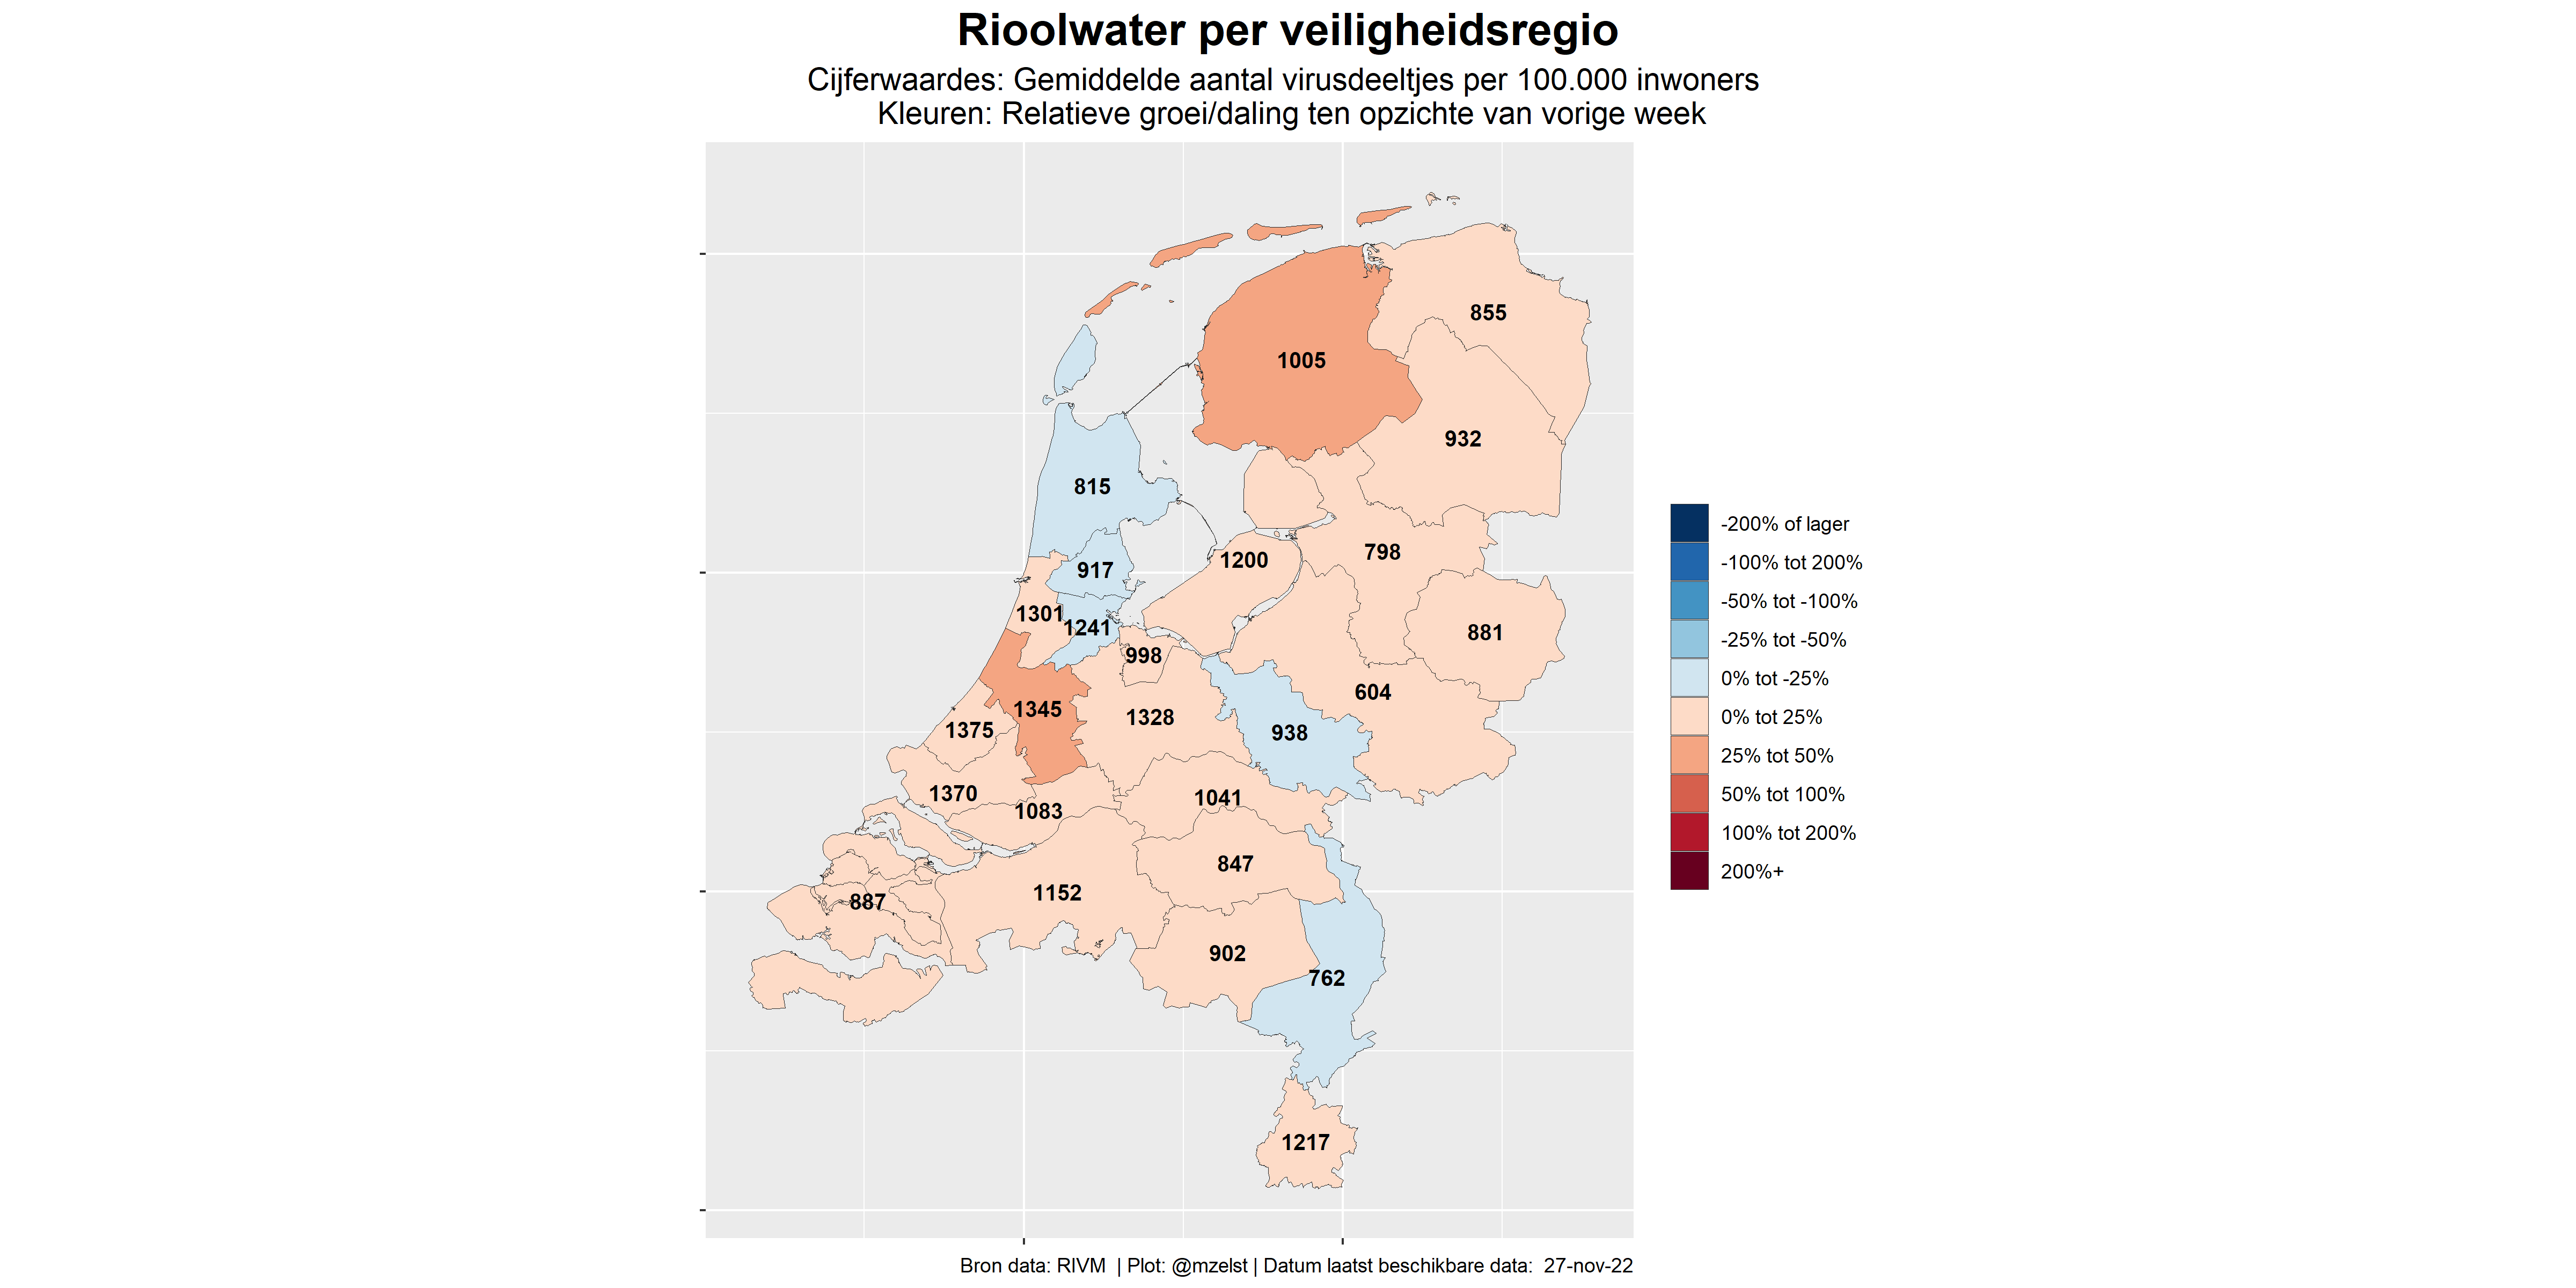 Rioolwater per veiligheidsregio
Cijferwaardes: Gemiddelde aantal virusdeeltjes per 100.000 inwoners
Kleuren: Relatieve groei/daling ten opzichte van vorige week
855
1005
932
815
798
1200
917
1301
1241
881
998
604
1345
1328
1375
938
1370
1041
1083
847
1152
887
902
762
1217
-200% of lager
-100% tot 200%
-50% tot -100%
-25% tot -50%
0% tot -25%
0% tot 25%
25% tot 50%
50% tot 100%
100% tot 200%
200%+
Bron data: RIVM | Plot: @mzelst | Datum laatst beschikbare data: 27-nov-22